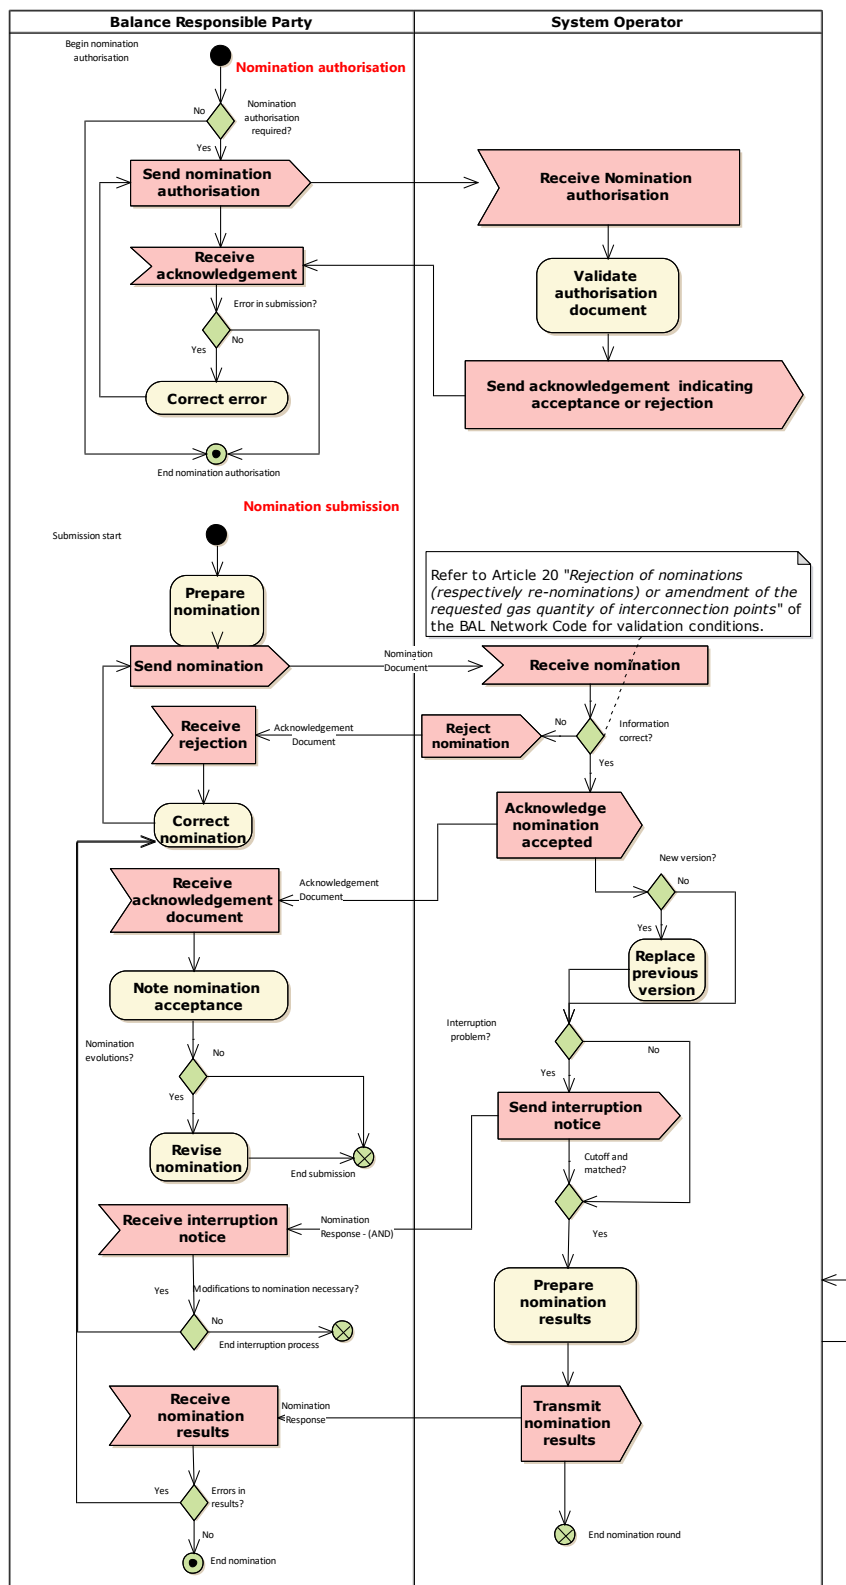 Balance Responsible Party
System Operator
Begin nomination
authorisation
Nomination authorisation
No
Nomination
authorisation
required?
Yes
Send nomination
authorisation
Receive Nomination
authorisation
Receive
acknowledgement
Validate
authorisation
document
Error in submission?
No
Yes
Correct error
Send acknowledgement  indicating
acceptance or rejection
End nomination authorisation
Nomination submission
Submission start
Prepare
nomination
Refer to Article 20 "Rejection of nominations
(respectively re-nominations) or amendment of the
requested gas quantity of interconnection points" of
the BAL Network Code for validation conditions.
Send nomination
Nomination
Document
Receive nomination
Receive
rejection
Acknowledgement
Document
Reject
nomination
No
Information
correct?
Yes
Correct
nomination
Acknowledge
nomination
accepted
New version?
No
Yes
Receive
acknowledgement
document
Acknowledgement
Document
Replace
previous
version
Note nomination
acceptance
Interruption
problem?
No
Yes
Nomination
evolutions?
No
Yes
Send interruption
notice
Revise
nomination
End submission
Cutoff and
matched?
Yes
Receive interruption
notice
Nomination
Response - (AND)
Yes
Modifications to nomination necessary?
No
End interruption process
Prepare
nomination
results
Receive
nomination
results
Nomination
Response
Transmit
nomination
results
Yes
Errors in
results?
No
End nomination
End nomination round